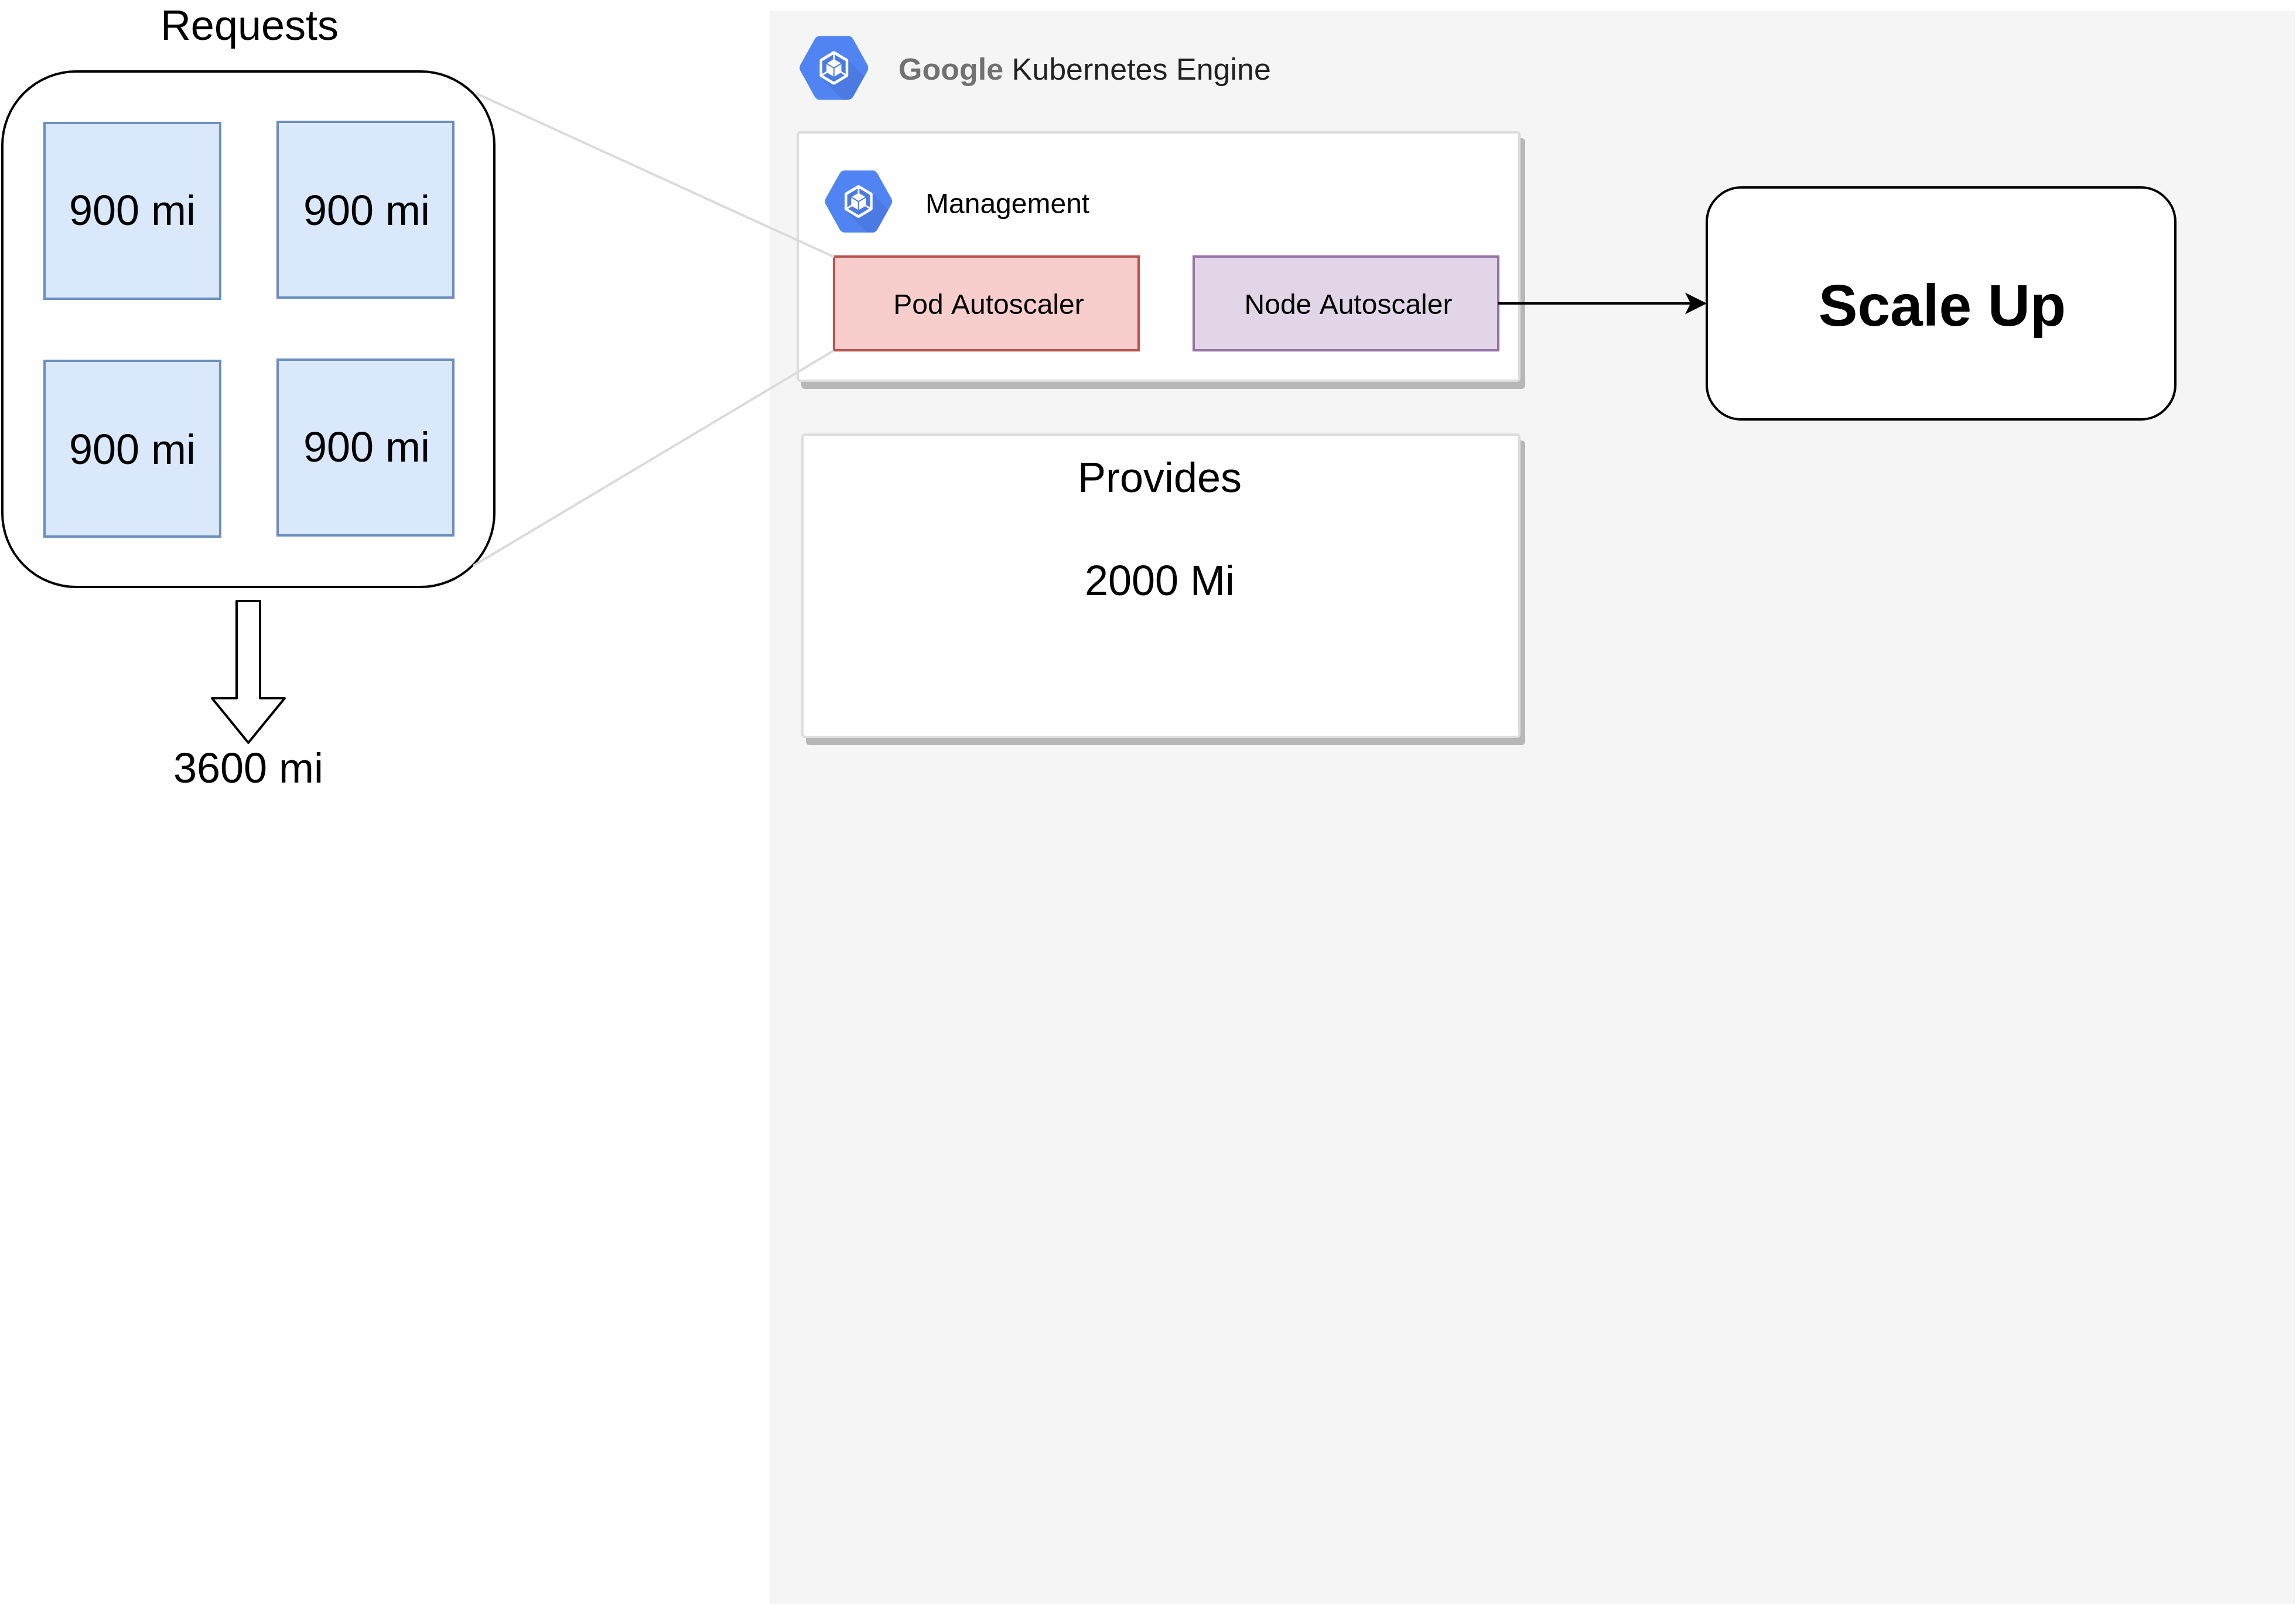 Requests
900 mi
900 mi
900 mi
900 mi
3600 mi
Google Kubernetes Engine
Management
Pod Autoscaler
Node Autoscaler
Scale Up
Provides
2000 Mi